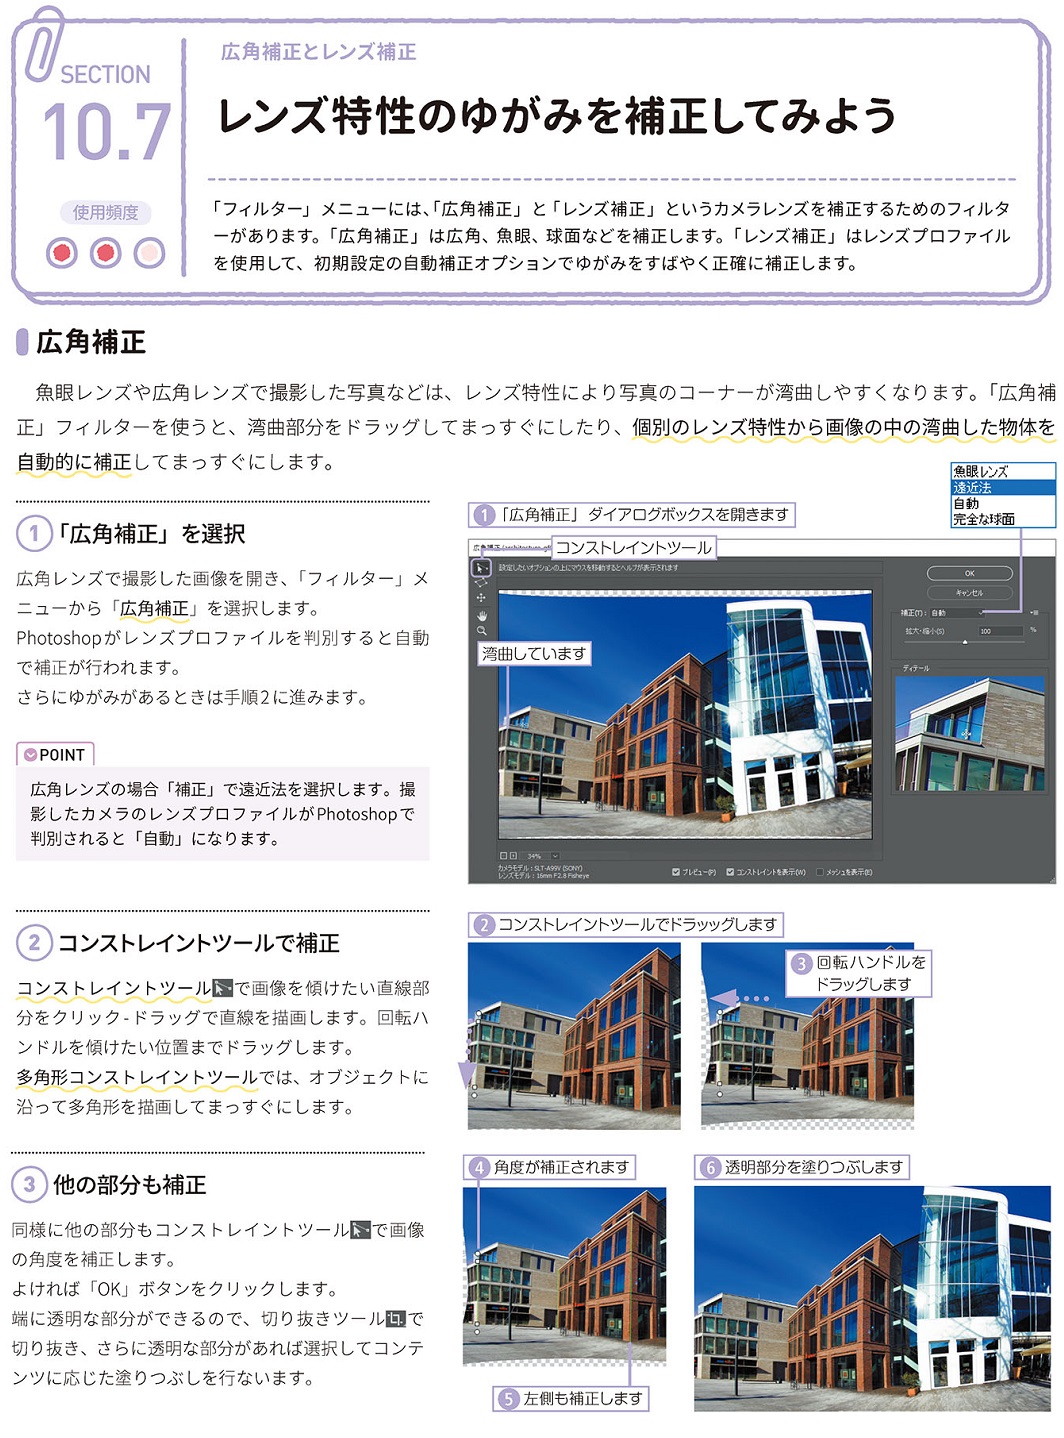 SECTION
10.7
使用頻度
広角補正とレンズ補正
レンズ特性のゆがみを補正してみよう
「フィルター」メニューには、「広角補正」と「レンズ補正」というカメラレンズを補正するためのフィルタ
ーがあります。「広角補正」は広角、魚眼、球面などを補正します。「レンズ補正」はレンズプロファイル
を使用して、初期設定の自動補正オプションでゆがみをすばやく正確に補正します。
広角補正
魚眼レンズや広角レンズで撮影した写真などは、レンズ特性により写真のコーナーが湾曲しやすくなります。「広角補
正」フィルターを使うと、湾曲部分をドラッグしてまっすぐにしたり、個別のレンズ特性から画像の中の湾曲した物体を
自動的に補正してまっすぐにします。
1 「広角補正」を選択
広角レンズで撮影した画像を開き、「フィルター」メ
ニューから「広角補正」を選択します。
Photoshopがレンズプロファイルを判別すると自動
で補正が行われます。
さらにゆがみがあるときは手順2に進みます。
POINT
広角レンズの場合「補正」で遠近法を選択します。撮
影したカメラのレンズプロファイルがPhotoshopで
判別されると「自動」になります。
1 「広角補正」ダイアログボックスを開きます
魚眼レンズ
遠近法
自動
完全な球面
コンストレイントツール
設定したいオプションの上にマウスを移動するとヘルプが表示されます
湾曲しています
OK
キャンセル
補正(T): 自動
拡大・縮小(S) 100 %
ディテール
34%
カメラモデル : SLT-A99V (SONY)
レンズモデル : 16mm F2.8 Fisheye
プレビュー(P) コンストレイントを表示(W) メッシュを表示(E)
2 コンストレイントツールで補正
コンストレイントツールで画像を傾けたい直線部
分をクリック-ドラッグで直線を描画します。回転ハ
ンドルを傾けたい位置までドラッグします。
多角形コンストレイントツールでは、オブジェクトに
沿って多角形を描画してまっすぐにします。
2 コンストレイントツールでドラッッグします
3 回転ハンドルを
ドラッグします
3 他の部分も補正
同様に他の部分もコンストレイントツールで画像
の角度を補正します。
よければ「OK」ボタンをクリックします。
端に透明な部分ができるので、切り抜きツールで
切り抜き、さらに透明な部分があれば選択してコンテ
ンツに応じた塗りつぶしを行ないます。
4 角度が補正されます
5 左側も補正します
6 透明部分を塗りつぶします